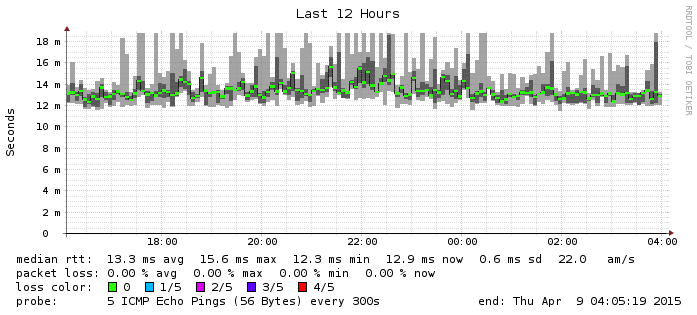 Last 12 Hours
RRDTOOL / TOBI OETIKER
Seconds
18 m
16 m
14 m
12 m
10 m
8 m
6 m
4 m
2 m
0
18:00 20:00 22:00 00:00 02:00 04:00
median rtt: 13.3 ms avg 15.6 ms max 12.3 ms min 12.9 ms now 0.6 ms sd 22.0 am/s
packet loss: 0.00 % avg 0.00 % max 0.00 % min 0.00 % now
loss color: 0 1/5 2/5 3/5 4/5
probe: 5 ICMP Echo Pings (56 Bytes) every 300s end: Thu Apr 9 04:05:19 2015